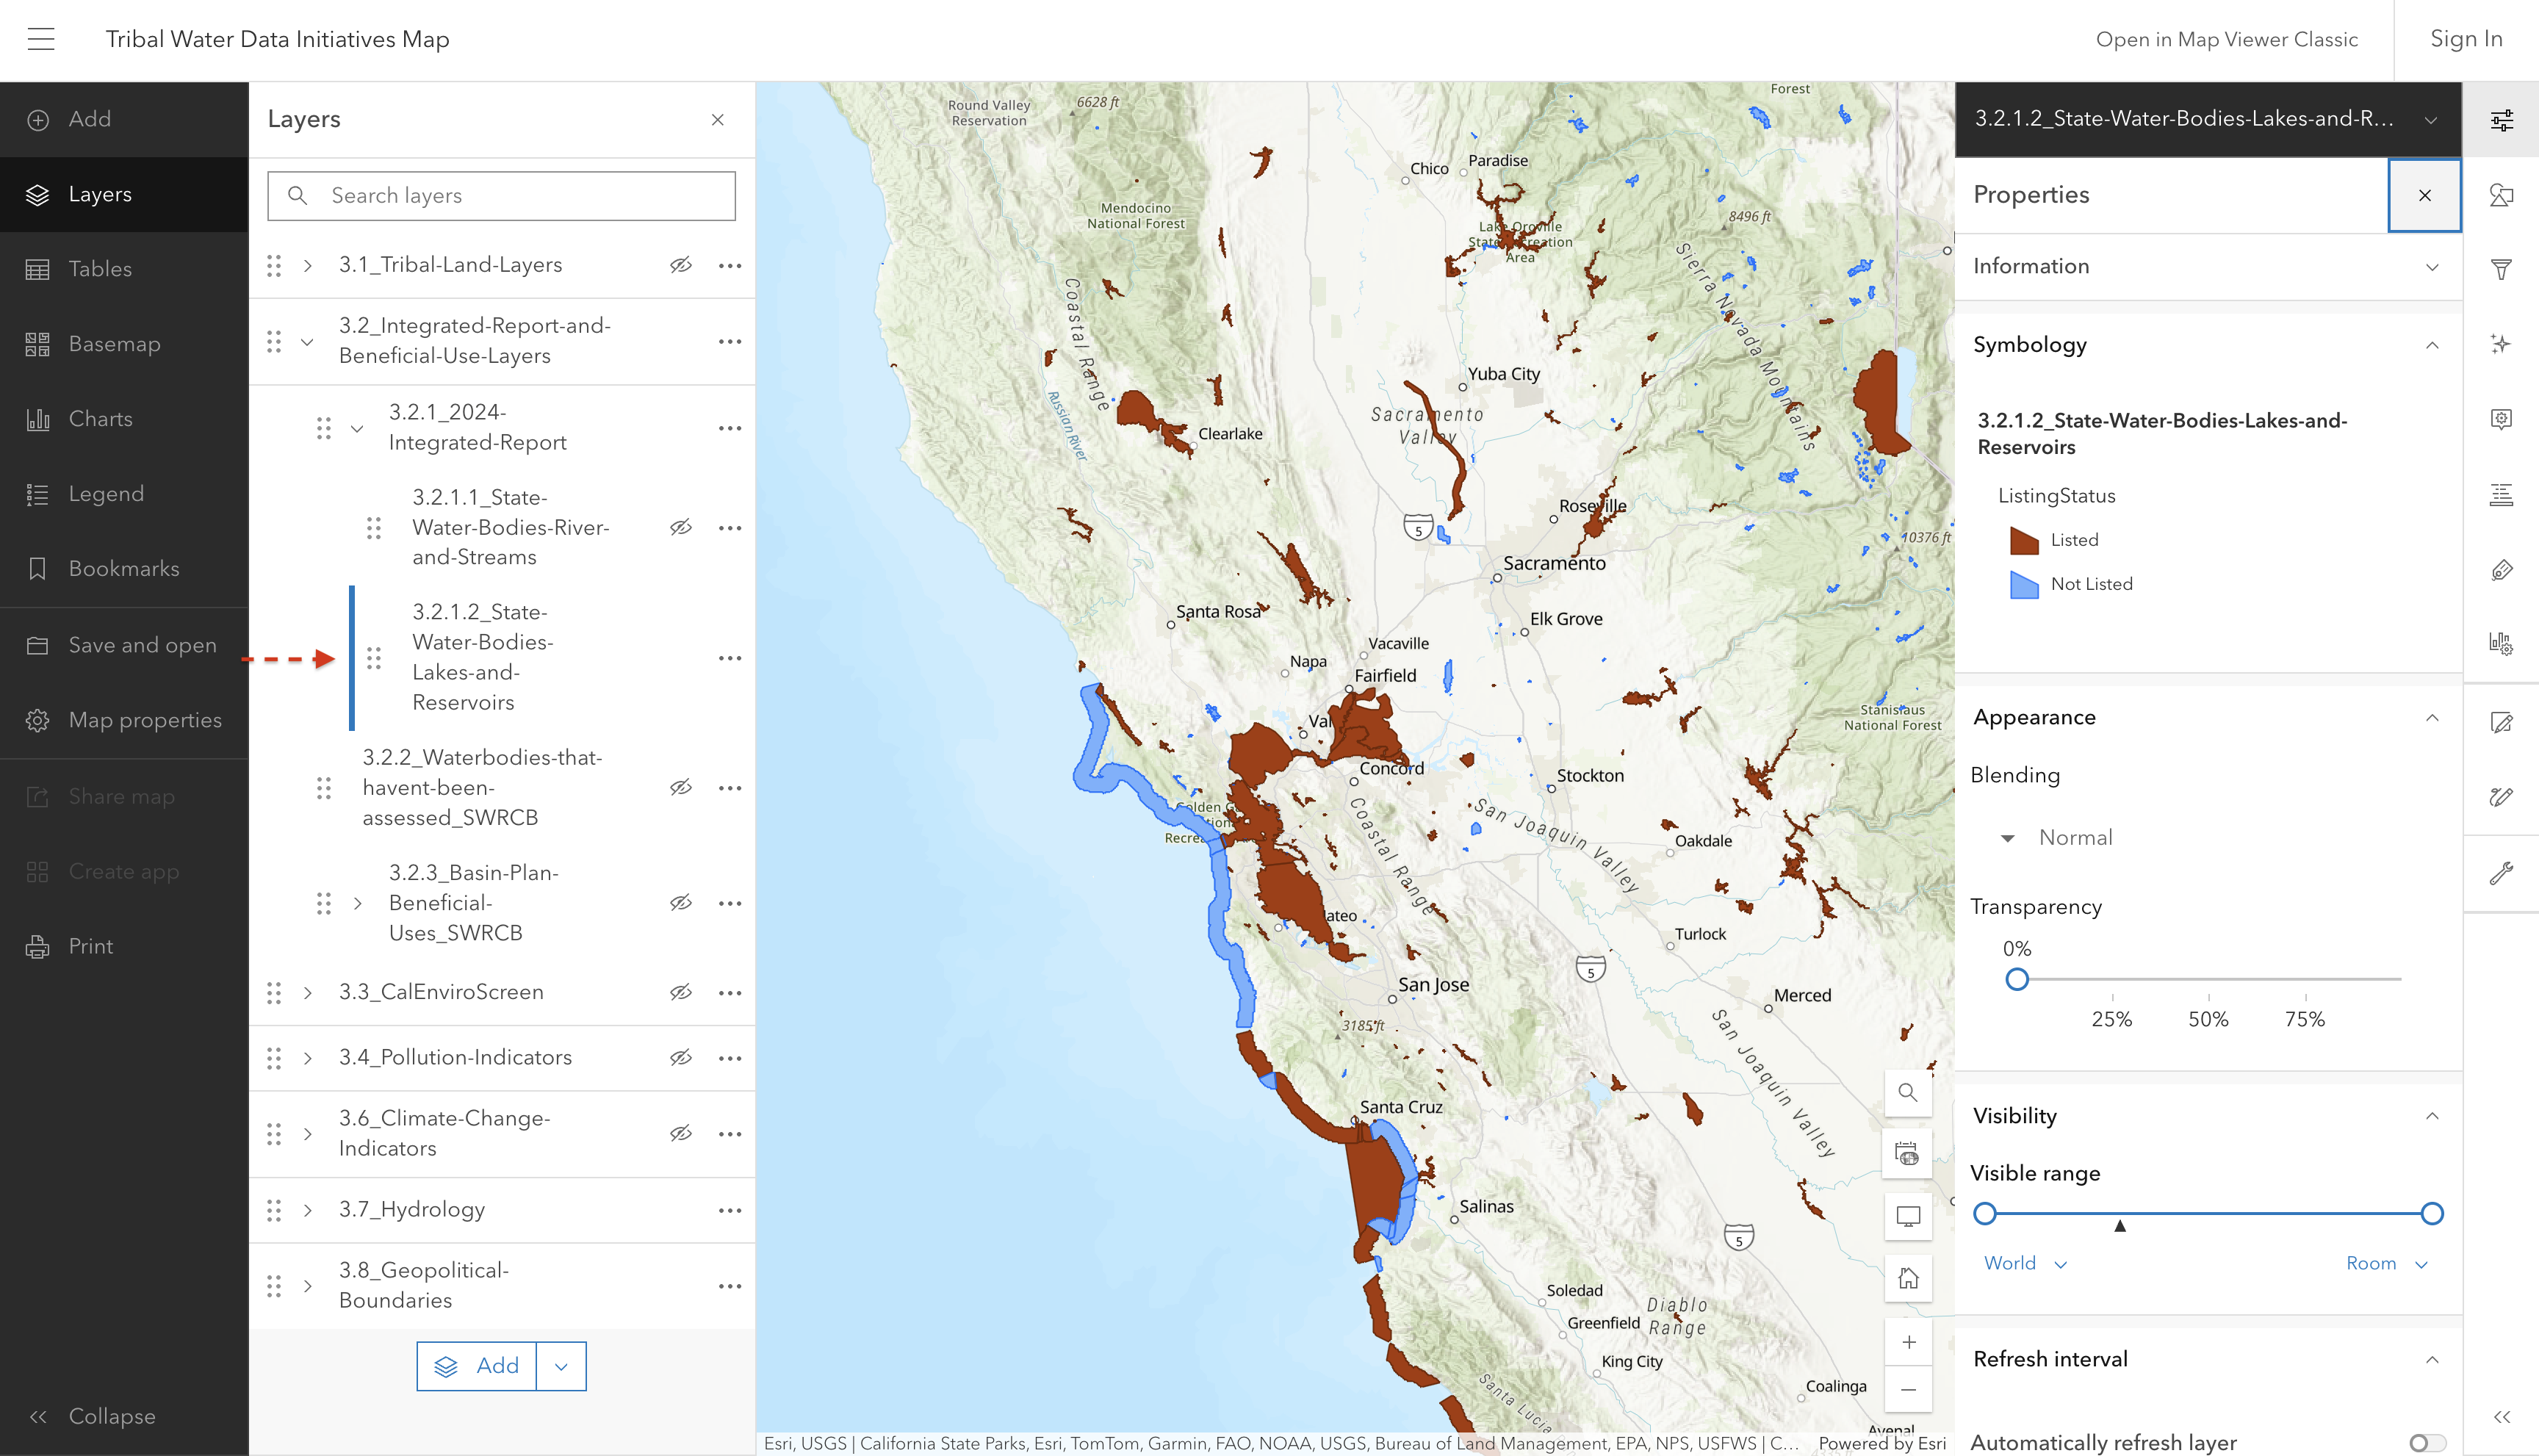 Tribal Water Data Initiatives Map
Open in Map Viewer Classic
Sign In
Add
Layers
Tables
Basemap
Charts
Legend
Bookmarks
Save and open
Map properties
Share map
Create app
Print
Collapse
Layers
Search layers
3.1_Tribal-Land-Layers
3.2_Integrated-Report-and-
Beneficial-Use-Layers
3.2.1_2024-
Integrated-Report
3.2.1.1_State-
Water-Bodies-River-
and-Streams
3.2.1.2_State-
Water-Bodies-
Lakes-and-
Reservoirs
3.2.2_Waterbodies-that-
havent-been-
assessed_SWRCB
3.2.3_Basin-Plan-
Beneficial-
Uses_SWRCB
3.3_CalEnviroScreen
3.4_Pollution-Indicators
3.6_Climate-Change-
Indicators
3.7_Hydrology
3.8_Geopolitical-
Boundaries
Add
Round Valley
Reservation
6628 ft
Forest
Chico
Paradise
Mendocino
National Forest
8496 ft
Lake Oroville
State Recreation
Area
Coastal Range
Sierra Nevada Mountains
Russian River
Yuba City
Sacramento
Valley
Clearlake
Roseville
5
10376 ft
Sacramento
Santa Rosa
Elk Grove
Vacaville
Napa
Fairfield
Stanislaus
National Forest
Val
Concord
Stockton
Golden G
tion
Recrea
Coastal Range
San Joaquin Valley
Oakdale
ateo
Turlock
5
San Jose
Merced
3185 ft
San Joaquin Valley
Santa Cruz
Salinas
5
Soledad
Diablo
Range
Greenfield
King City
Santa Lucia
Coalinga
Avenal
4335 ft
Esri, USGS | California State Parks, Esri, TomTom, Garmin, FAO, NOAA, USGS, Bureau of Land Management, EPA, NPS, USFWS | C...
Powered by Esri
3.2.1.2_State-Water-Bodies-Lakes-and-R...
Properties
Information
Symbology
3.2.1.2_State-Water-Bodies-Lakes-and-
Reservoirs
ListingStatus
Listed
Not Listed
Appearance
Blending
Normal
Transparency
0%
25%
50%
75%
Visibility
Visible range
World
Room
Refresh interval
Automatically refresh layer